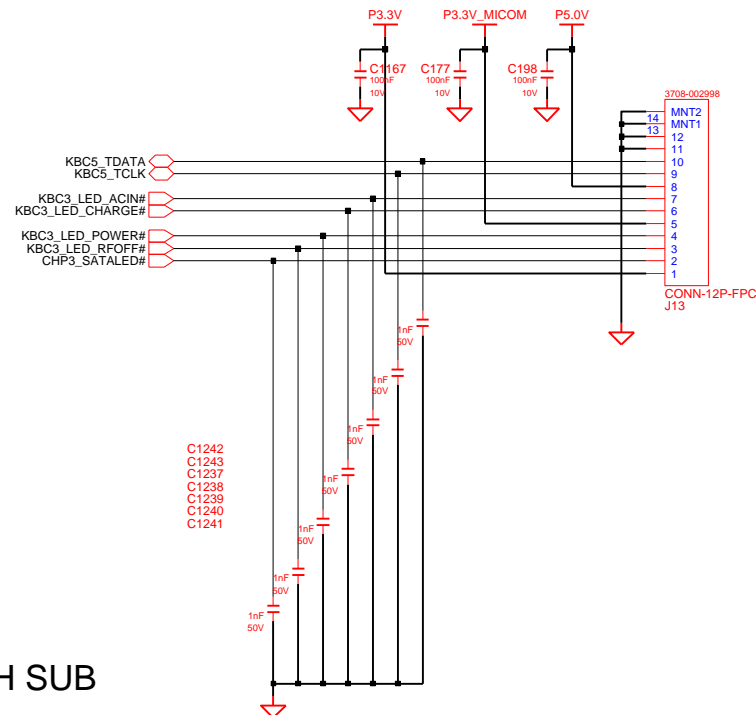 P3.3V
P3.3V_MICOM
P5.0V
C1167
100nF
10V
C177
100nF
10V
C198
100nF
10V
3708-002998
MNT2
14
MNT1
13
12
11
10
9
8
7
6
5
4
3
2
1
CONN-12P-FPC
J13
KBC5_TDATA
KBC5_TCLK
KBC3_LED_ACIN#
KBC3_LED_CHARGE#
KBC3_LED_POWER#
KBC3_LED_RFOFF#
CHP3_SATALED#
1nF
50V
1nF
50V
1nF
50V
1nF
50V
1nF
50V
1nF
50V
1nF
50V
C1242
C1243
C1237
C1238
C1239
C1240
C1241
H SUB